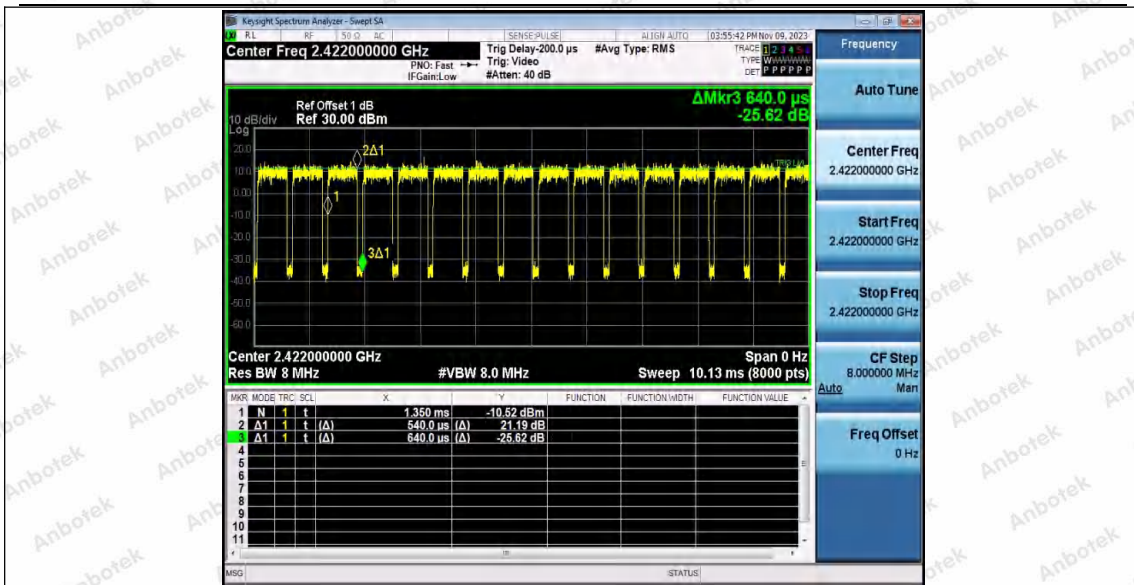 Keysight Spectrum Analyzer - Swept SA
RL RF 50 Ω AC SENSE:PULSE ALIGN AUTO 03:55:42 PM Nov 09, 2023
Center Freq 2.422000000 GHz Trig Delay-200.0 µs #Avg Type: RMS TRACE 1 2 3 4 5 6
PNO: Fast Trig: Video TYPE WWWWWW
IFGain:Low #Atten: 40 dB DET P P P P P P
Frequency
Auto Tune
Center Freq
2.422000000 GHz
Start Freq
2.422000000 GHz
Stop Freq
2.422000000 GHz
CF Step
8.000000 MHz
Auto Man
Freq Offset
0 Hz
ΔMkr3 640.0 µs
-25.62 dB
Ref Offset 1 dB
10 dB/div Ref 30.00 dBm
Log
20.0
10.0
0.00
-10.0
-20.0
-30.0
-40.0
-50.0
-60.0
2Δ1
TRIG LVL
1
3Δ1
Center 2.422000000 GHz Span 0 Hz
Res BW 8 MHz #VBW 8.0 MHz Sweep 10.13 ms (8000 pts)
MKR MODE TRC SCL X Y FUNCTION FUNCTION WIDTH FUNCTION VALUE
1 N 1 t 1.350 ms -10.52 dBm
2 Δ1 1 t (Δ) 540.0 µs (Δ) 21.19 dB
3 Δ1 1 t (Δ) 640.0 µs (Δ) -25.62 dB
4
5
6
7
8
9
10
11
MSG STATUS
Anbotek